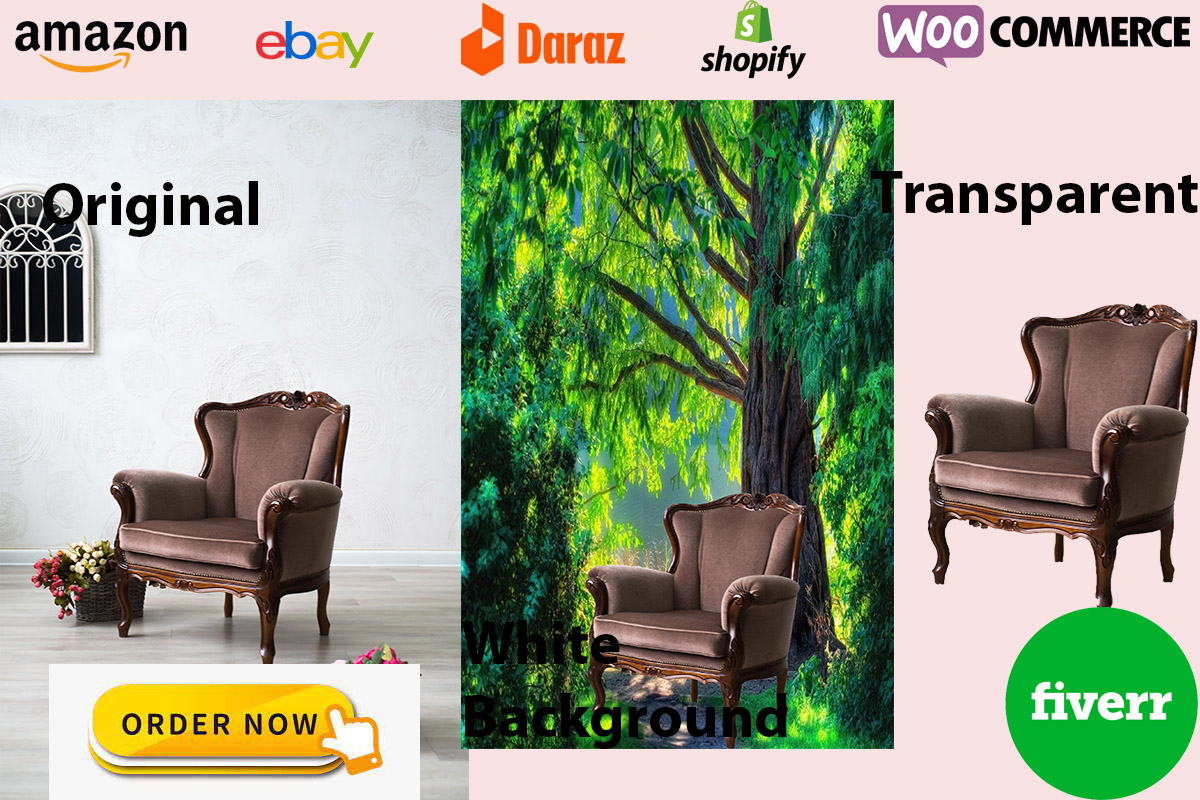 amazon
ebay
Daraz
shopify
WOO COMMERCE
Original
Transparent
White
Background
ORDER NOW
fiverr